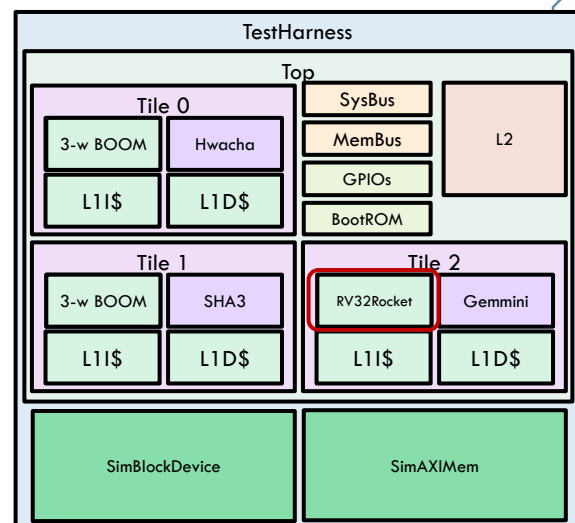 TestHarness
Top
Tile 0
3-w BOOM
Hwacha
L1I$
L1D$
SysBus
MemBus
GPIOs
BootROM
L2
Tile 1
3-w BOOM
SHA3
L1I$
L1D$
Tile 2
RV32Rocket
Gemmini
L1I$
L1D$
SimBlockDevice
SimAXIMem